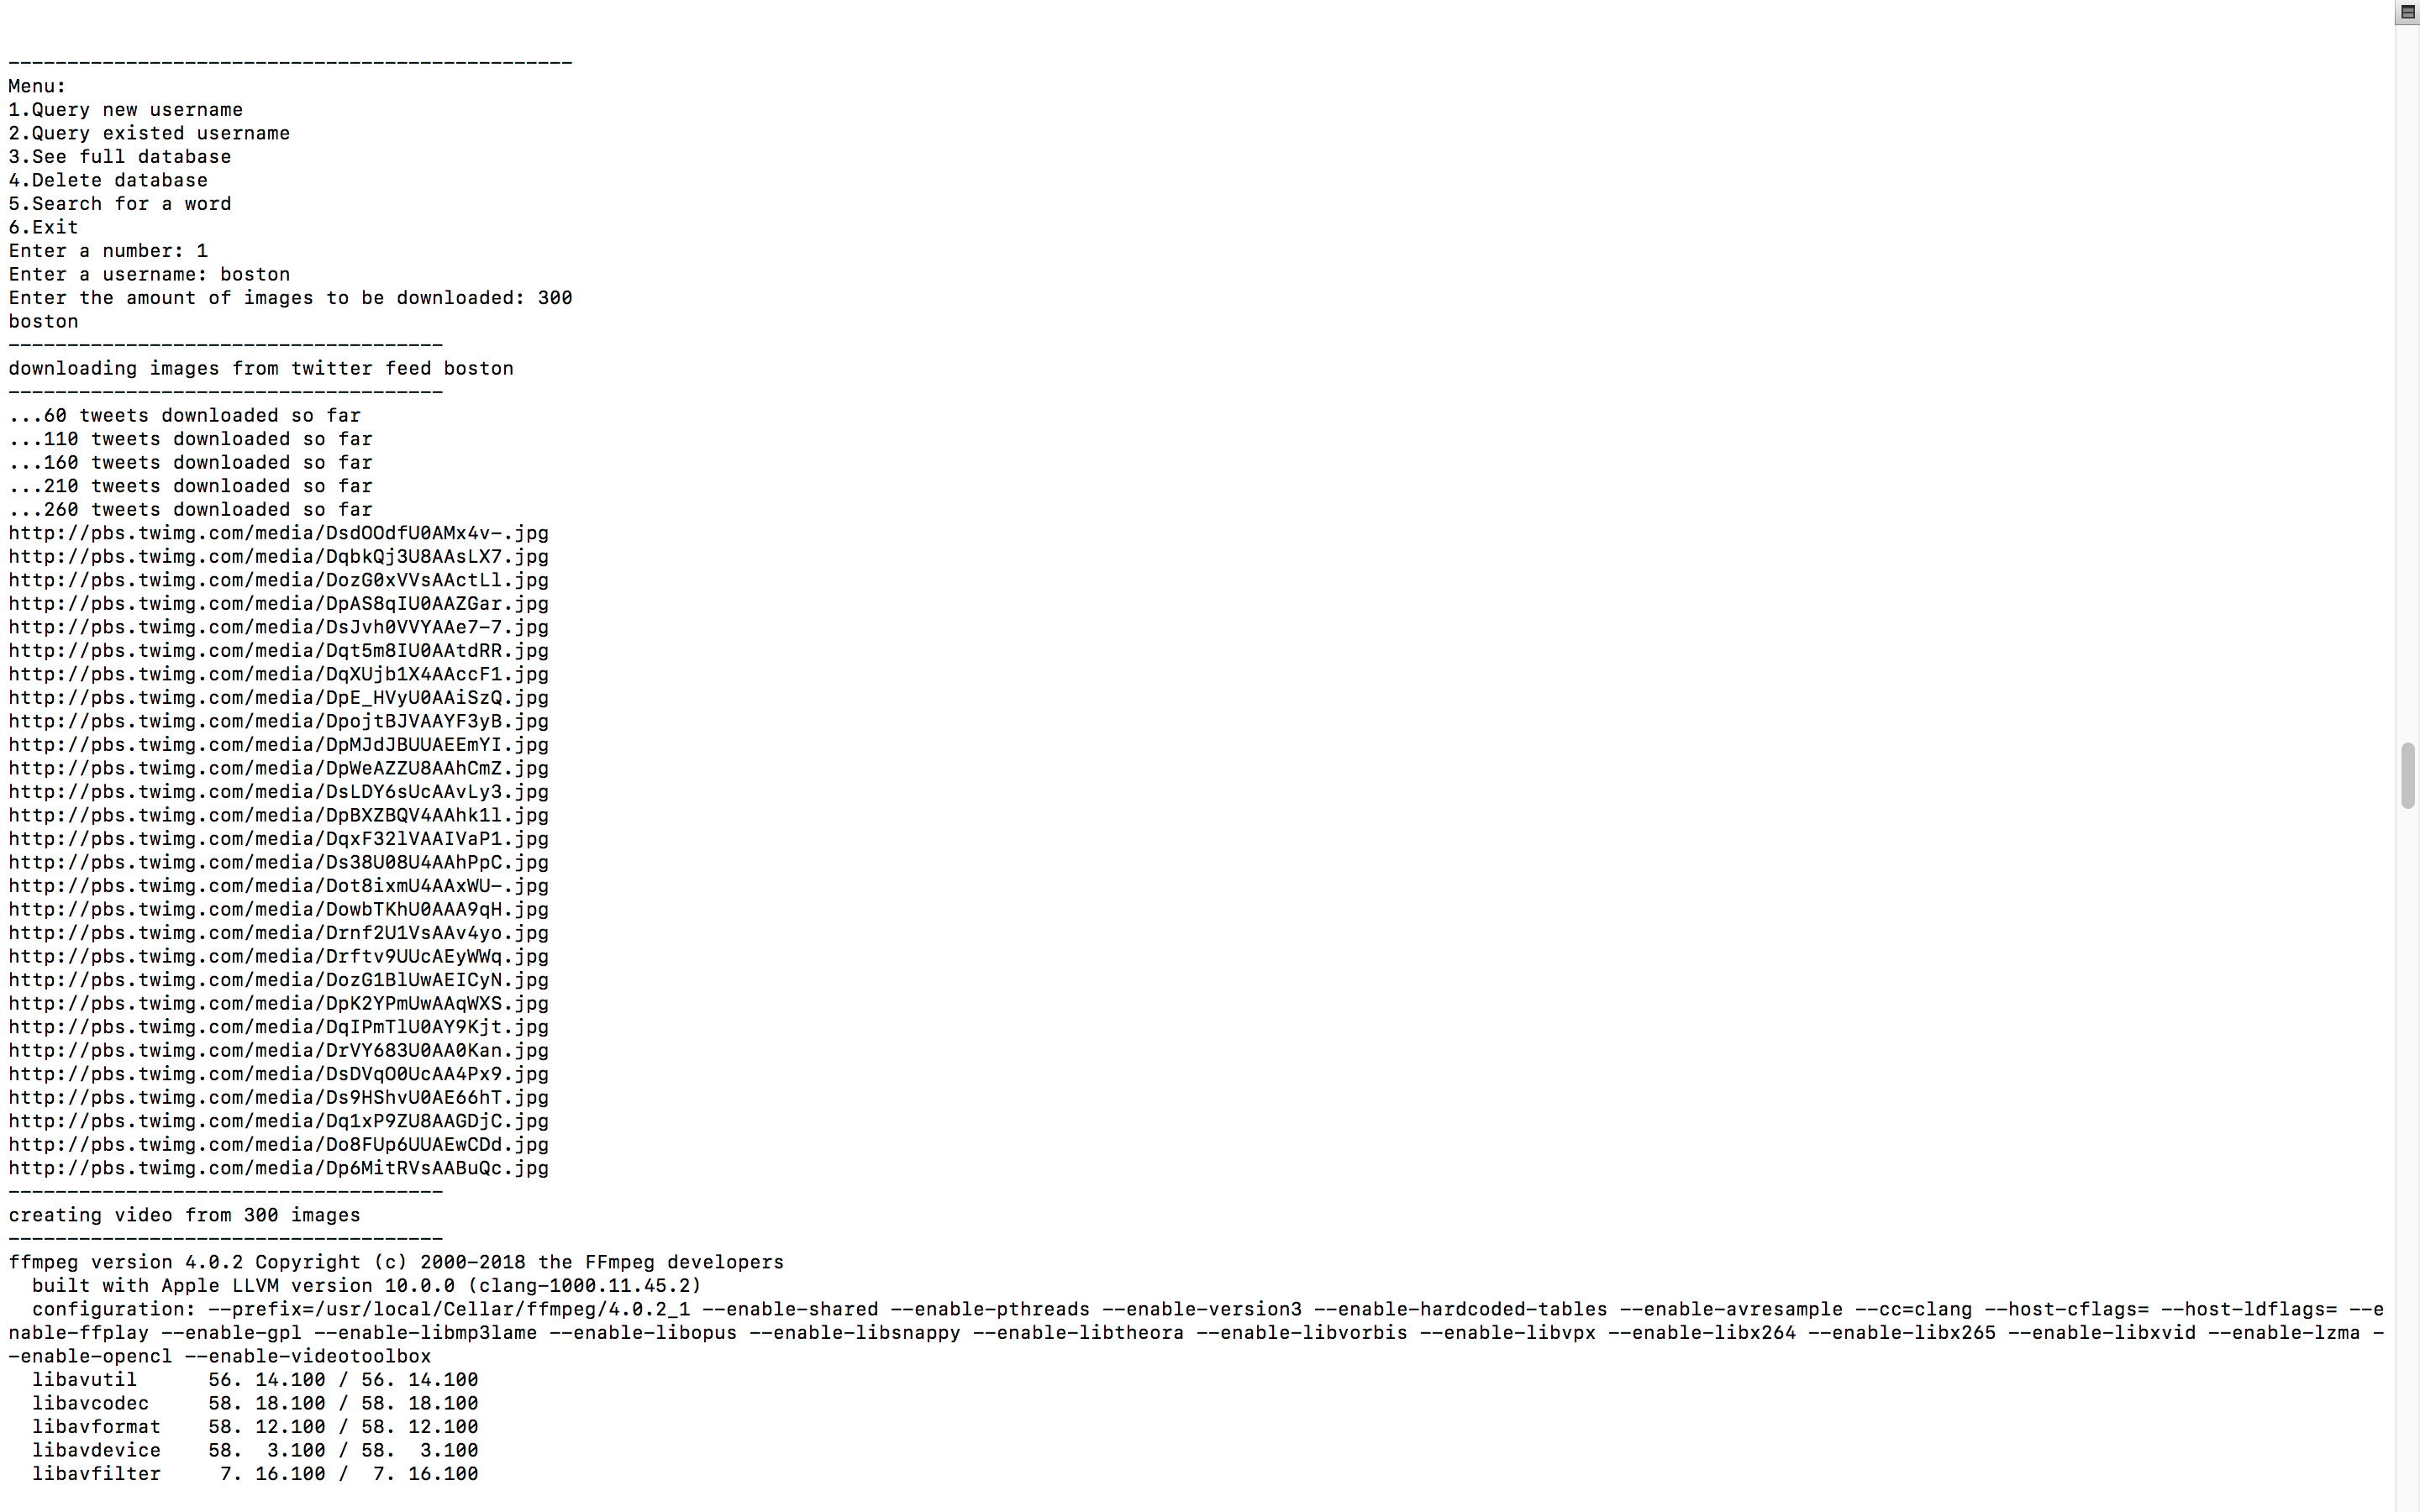 ------------------------------------------------
Menu:
1.Query new username
2.Query existed username
3.See full database
4.Delete database
5.Search for a word
6.Exit
Enter a number: 1
Enter a username: boston
Enter the amount of images to be downloaded: 300
boston
-------------------------------------
downloading images from twitter feed boston
-------------------------------------
...60 tweets downloaded so far
...110 tweets downloaded so far
...160 tweets downloaded so far
...210 tweets downloaded so far
...260 tweets downloaded so far
http://pbs.twimg.com/media/DsdOOdfU0AMx4v-.jpg
http://pbs.twimg.com/media/DqbkQj3U8AAsLX7.jpg
http://pbs.twimg.com/media/DozG0xVVsAActLl.jpg
http://pbs.twimg.com/media/DpAS8qIU0AAZGar.jpg
http://pbs.twimg.com/media/DsJvh0VVYAAe7-7.jpg
http://pbs.twimg.com/media/Dqt5m8IU0AAtdRR.jpg
http://pbs.twimg.com/media/DqXUjb1X4AAccF1.jpg
http://pbs.twimg.com/media/DpE_HVyU0AAiSzQ.jpg
http://pbs.twimg.com/media/DpojtBJVAAYF3yB.jpg
http://pbs.twimg.com/media/DpMJdJBUUAEEmYI.jpg
http://pbs.twimg.com/media/DpWeAZZU8AAhCmZ.jpg
http://pbs.twimg.com/media/DsLDY6sUcAAvLy3.jpg
http://pbs.twimg.com/media/DpBXZBQV4AAhk1l.jpg
http://pbs.twimg.com/media/DqxF32lVAAIVaP1.jpg
http://pbs.twimg.com/media/Ds38U08U4AAhPpC.jpg
http://pbs.twimg.com/media/Dot8ixmU4AAxWU-.jpg
http://pbs.twimg.com/media/DowbTKhU0AAA9qH.jpg
http://pbs.twimg.com/media/Drnf2U1VsAAv4yo.jpg
http://pbs.twimg.com/media/Drftv9UUcAEyWWq.jpg
http://pbs.twimg.com/media/DozG1BlUwAEICyN.jpg
http://pbs.twimg.com/media/DpK2YPmUwAAqWXS.jpg
http://pbs.twimg.com/media/DqIPmTlU0AY9Kjt.jpg
http://pbs.twimg.com/media/DrVY683U0AA0Kan.jpg
http://pbs.twimg.com/media/DsDVqO0UcAA4Px9.jpg
http://pbs.twimg.com/media/Ds9HShvU0AE66hT.jpg
http://pbs.twimg.com/media/Dq1xP9ZU8AAGDjC.jpg
http://pbs.twimg.com/media/Do8FUp6UUAEwCDd.jpg
http://pbs.twimg.com/media/Dp6MitRVsAABuQc.jpg
-------------------------------------
creating video from 300 images
-------------------------------------
ffmpeg version 4.0.2 Copyright (c) 2000-2018 the FFmpeg developers
  built with Apple LLVM version 10.0.0 (clang-1000.11.45.2)
  configuration: --prefix=/usr/local/Cellar/ffmpeg/4.0.2_1 --enable-shared --enable-pthreads --enable-version3 --enable-hardcoded-tables --enable-avresample --cc=clang --host-cflags= --host-ldflags= --e
nable-ffplay --enable-gpl --enable-libmp3lame --enable-libopus --enable-libsnappy --enable-libtheora --enable-libvorbis --enable-libvpx --enable-libx264 --enable-libx265 --enable-libxvid --enable-lzma -
-enable-opencl --enable-videotoolbox
  libavutil      56. 14.100 / 56. 14.100
  libavcodec     58. 18.100 / 58. 18.100
  libavformat    58. 12.100 / 58. 12.100
  libavdevice    58.  3.100 / 58.  3.100
  libavfilter     7. 16.100 /  7. 16.100